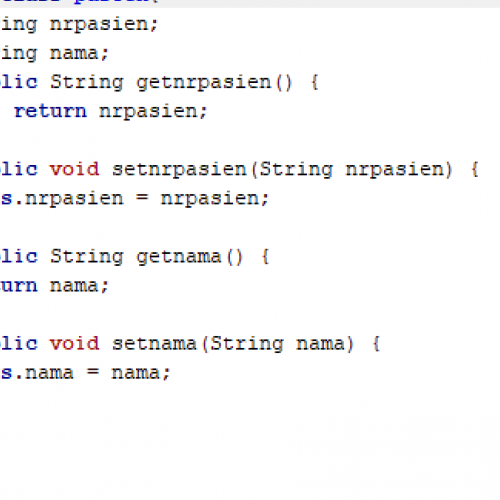 ing nrpasien;
ing nama;
lic String getnrpasien() {
return nrpasien;
lic void setnrpasien(String nrpasien) {
s.nrpasien = nrpasien;
lic String getnama() {
urn nama;
lic void setnama(String nama) {
s.nama = nama;